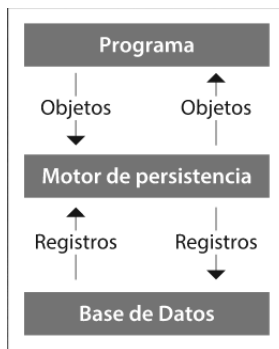 Programa
Objetos Objetos
Motor de persistencia
Registros Registros
Base de Datos